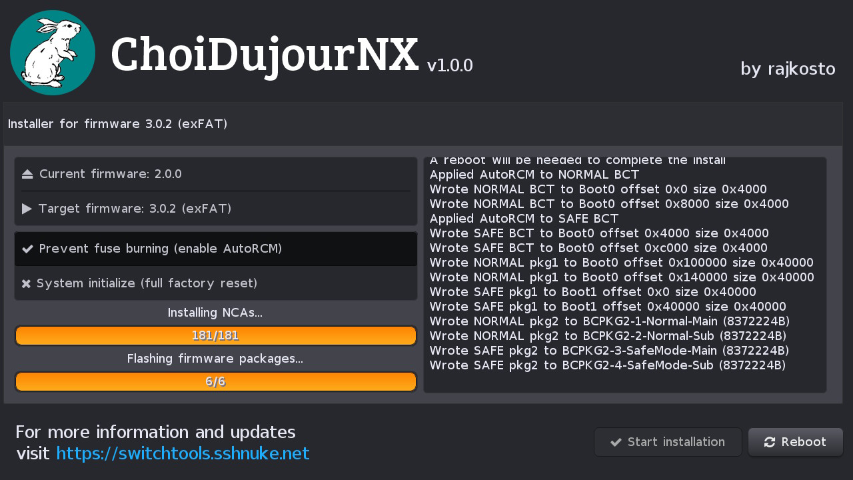 ChoiDujourNX v1.0.0
by rajkosto
Installer for firmware 3.0.2 (exFAT)
Current firmware: 2.0.0
Target firmware: 3.0.2 (exFAT)
Prevent fuse burning (enable AutoRCM)
System initialize (full factory reset)
Installing NCAs...
181/181
Flashing firmware packages...
6/6
A reboot will be needed to complete the install
Applied AutoRCM to NORMAL BCT
Wrote NORMAL BCT to Boot0 offset 0x0 size 0x4000
Wrote NORMAL BCT to Boot0 offset 0x8000 size 0x4000
Applied AutoRCM to SAFE BCT
Wrote SAFE BCT to Boot0 offset 0x4000 size 0x4000
Wrote SAFE BCT to Boot0 offset 0xc000 size 0x4000
Wrote NORMAL pkg1 to Boot0 offset 0x100000 size 0x40000
Wrote NORMAL pkg1 to Boot0 offset 0x140000 size 0x40000
Wrote SAFE pkg1 to Boot1 offset 0x0 size 0x40000
Wrote SAFE pkg1 to Boot1 offset 0x40000 size 0x40000
Wrote NORMAL pkg2 to BCPKG2-1-Normal-Main (8372224B)
Wrote NORMAL pkg2 to BCPKG2-2-Normal-Sub (8372224B)
Wrote SAFE pkg2 to BCPKG2-3-SafeMode-Main (8372224B)
Wrote SAFE pkg2 to BCPKG2-4-SafeMode-Sub (8372224B)
For more information and updates
visit https://switchtools.sshnuke.net
Start installation
Reboot